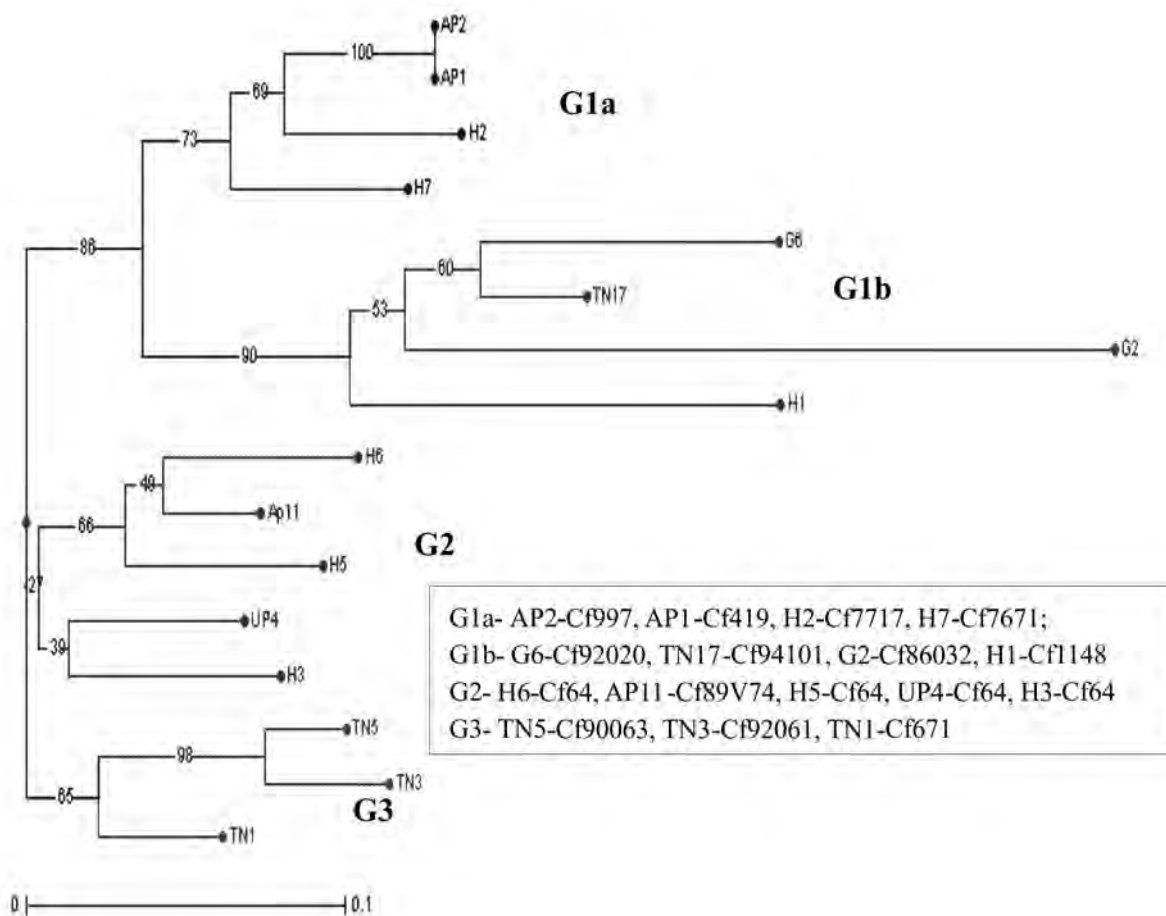 AP2
100
AP1
69
G1a
H2
73
H7
88
G6
60
G1b
TN17
53
G2
90
H1
H6
49
Ap11
66
G2
H5
27
UP4
39
H3
G1a- AP2-Cf997, AP1-Cf419, H2-Cf7717, H7-Cf7671;
G1b- G6-Cf92020, TN17-Cf94101, G2-Cf86032, H1-Cf1148
G2- H6-Cf64, AP11-Cf89V74, H5-Cf64, UP4-Cf64, H3-Cf64
G3- TN5-Cf90063, TN3-Cf92061, TN1-Cf671
TN5
98
TN3
65
G3
TN1
0 0.1